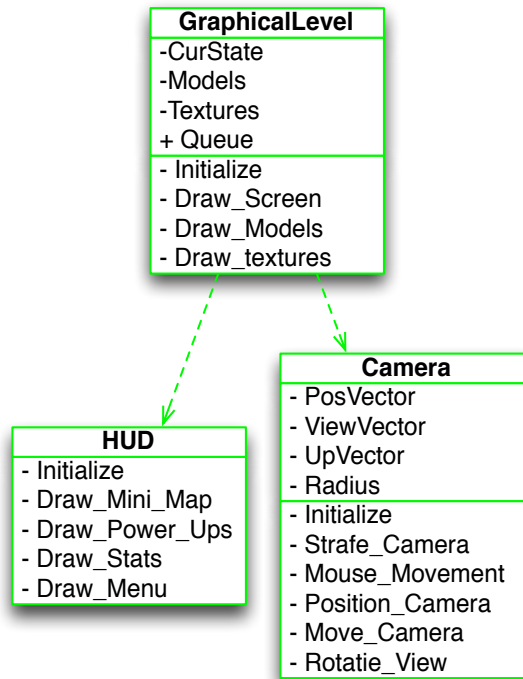 GraphicalLevel
-CurState
-Models
-Textures
+ Queue
- Initialize
- Draw_Screen
- Draw_Models
- Draw_textures
HUD
- Initialize
- Draw_Mini_Map
- Draw_Power_Ups
- Draw_Stats
- Draw_Menu
Camera
- PosVector
- ViewVector
- UpVector
- Radius
- Initialize
- Strafe_Camera
- Mouse_Movement
- Position_Camera
- Move_Camera
- Rotatie_View